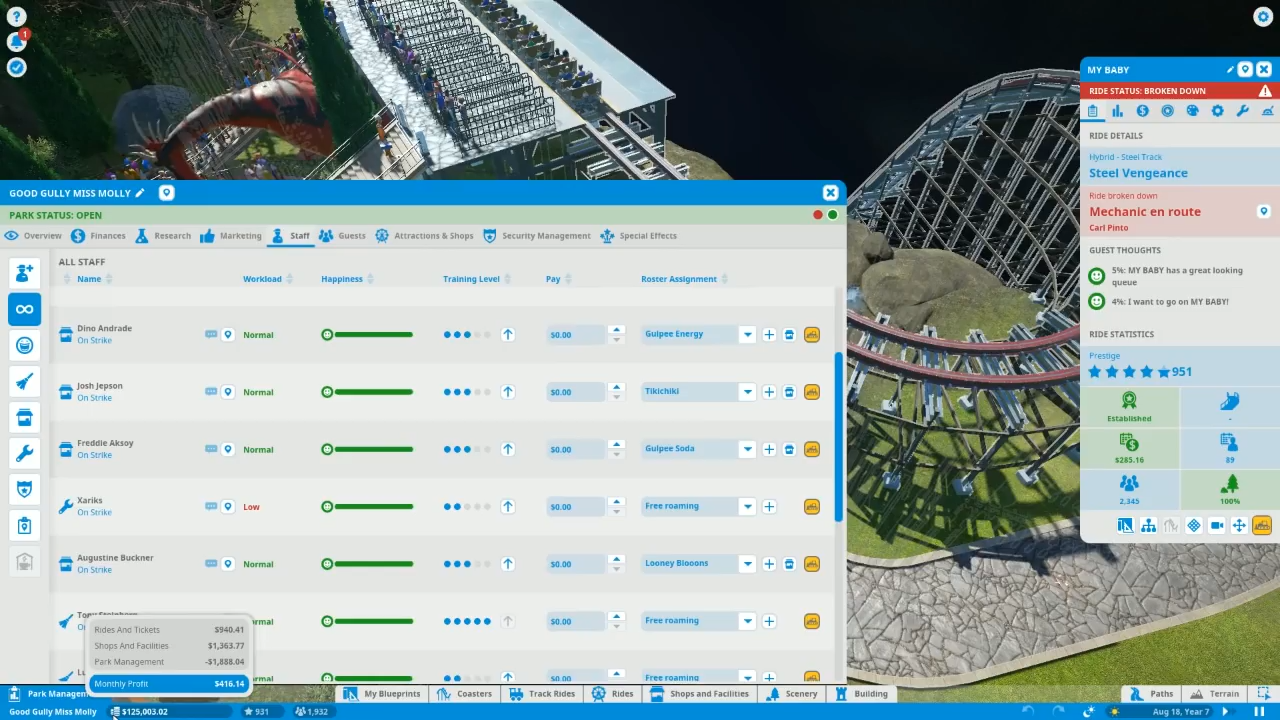 1
MY BABY
RIDE STATUS: BROKEN DOWN
RIDE DETAILS
Hybrid - Steel Track
Steel Vengeance
Ride broken down
Mechanic en route
Carl Pinto
GUEST THOUGHTS
5%: MY BABY has a great looking
queue
4%: I want to go on MY BABY!
RIDE STATISTICS
Prestige
951
Established
-
$285.16
89
2,345
100%
GOOD GULLY MISS MOLLY
PARK STATUS: OPEN
Overview Finances Research Marketing Staff Guests Attractions & Shops Security Management Special Effects
ALL STAFF
Name Workload Happiness Training Level Pay Roster Assignment
Dino Andrade
On Strike
Normal $0.00 Gulpee Energy
Josh Jepson
On Strike
Normal $0.00 Tikichiki
Freddie Aksoy
On Strike
Normal $0.00 Gulpee Soda
Xariks
On Strike
Low $0.00 Free roaming
Augustine Buckner
On Strike
Normal $0.00 Looney Blooons
$0.00 Free roaming
Free roaming
Rides And Tickets $940.41
Shops And Facilities $1,363.77
Park Management -$1,888.04
Monthly Profit $416.14
Park Managem My Blueprints Coasters Track Rides Rides Shops and Facilities Scenery Building Paths Terrain
Good Gully Miss Molly $125,003.02 931 1,932 Aug 18, Year 7